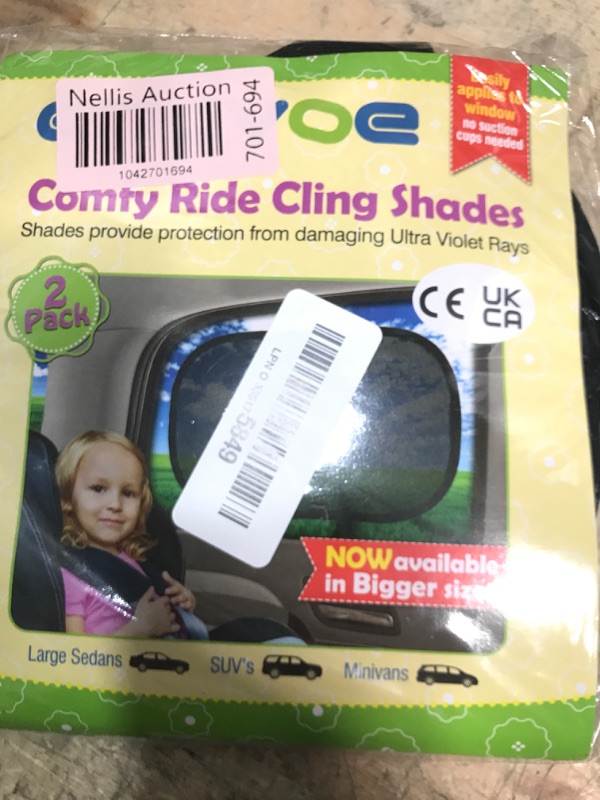 Nellis Auction
1042701694
701-694
Easily
applies to
window
no suction
cups needed
Comfy Ride Cling Shades
Shades provide protection from damaging Ultra Violet Rays
2
Pack
CE UK
CA
5849
NOW available
in Bigger
Large Sedans
SUV's
Minivans